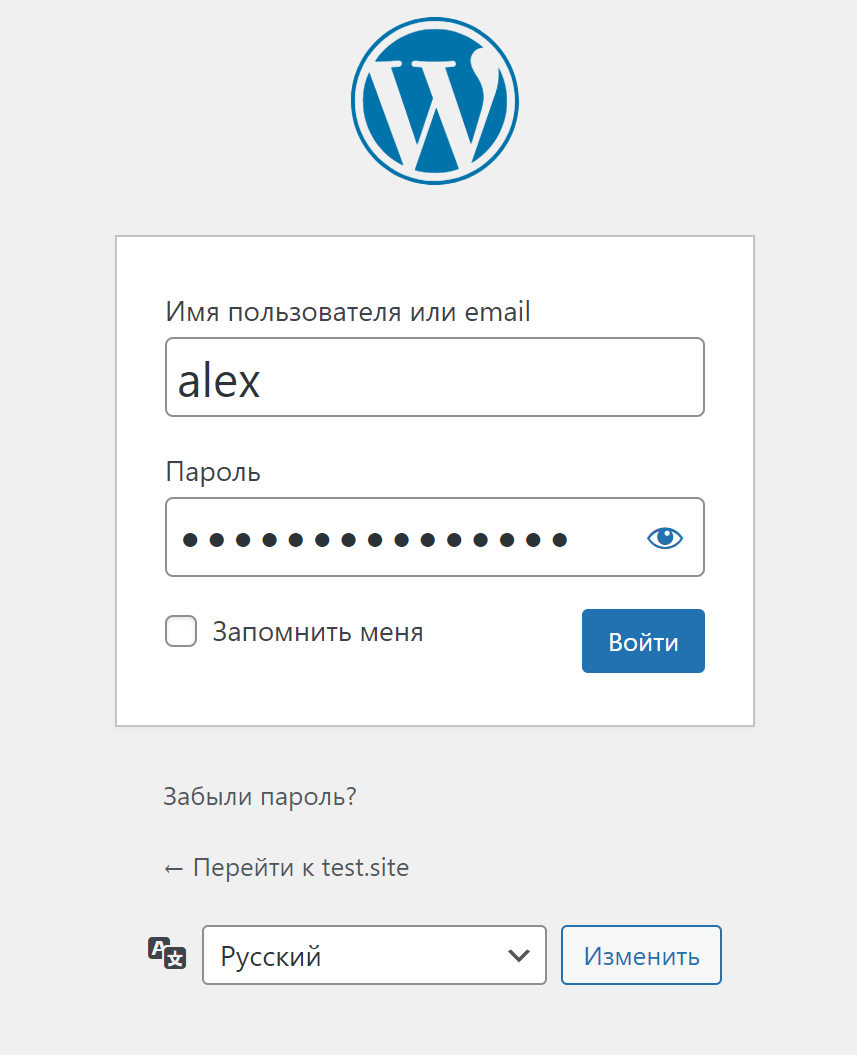 Имя пользователя или email
alex
Пароль
●●●●●●●●●●●●●●●
Запомнить меня
Войти
Забыли пароль?
← Перейти к test.site
Русский
Изменить